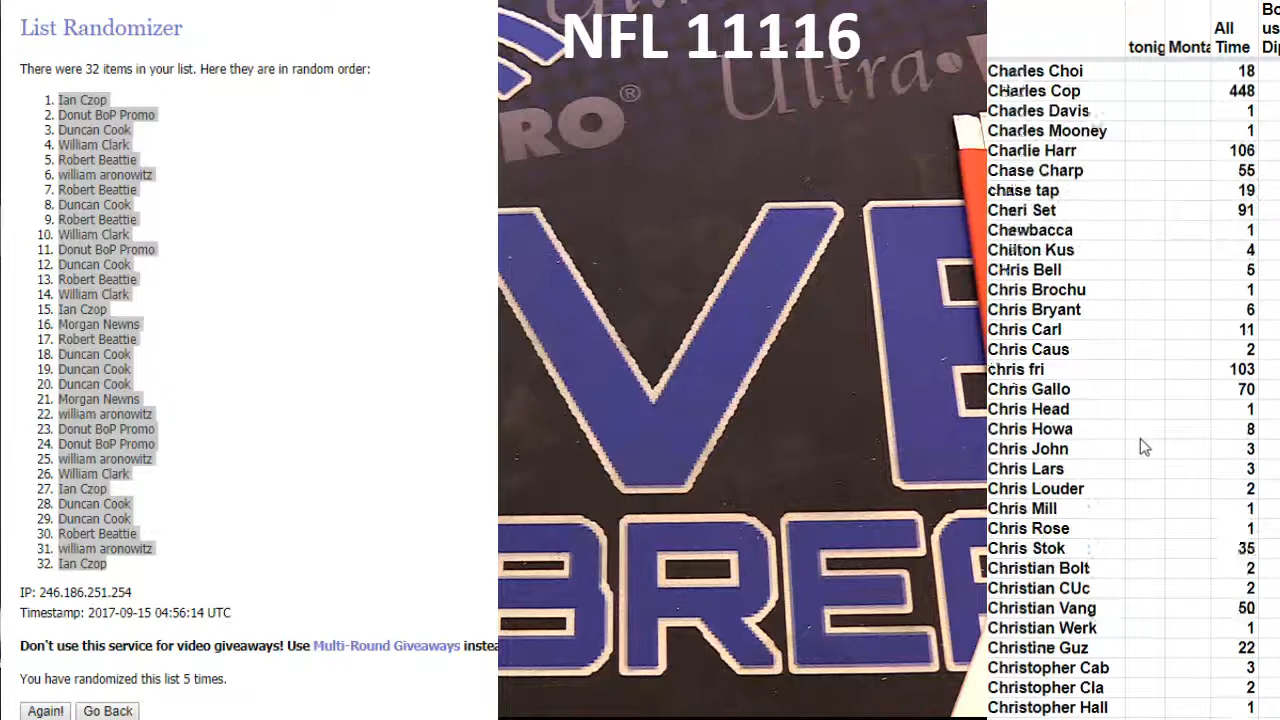 List Randomizer
There were 32 items in your list. Here they are in random order:
1. Ian Czop
2. Donut BoP Promo
3. Duncan Cook
4. William Clark
5. Robert Beattie
6. william aronowitz
7. Robert Beattie
8. Duncan Cook
9. Robert Beattie
10. William Clark
11. Donut BoP Promo
12. Duncan Cook
13. Robert Beattie
14. William Clark
15. Ian Czop
16. Morgan Newns
17. Robert Beattie
18. Duncan Cook
19. Duncan Cook
20. Duncan Cook
21. Morgan Newns
22. william aronowitz
23. Donut BoP Promo
24. Donut BoP Promo
25. william aronowitz
26. William Clark
27. Ian Czop
28. Duncan Cook
29. Duncan Cook
30. Robert Beattie
31. william aronowitz
32. Ian Czop
IP: 246.186.251.254
Timestamp: 2017-09-15 04:56:14 UTC
Don't use this service for video giveaways! Use Multi-Round Giveaways instea
You have randomized this list 5 times.
Again! Go Back
NFL 11116
Ultra
RO®
VE
BREA
tonig Monta All Time Bo us Dip
Charles Choi 18
CHarles Cop 448
Charles Davis 1
Charles Mooney 1
Charlie Harr 106
Chase Charp 55
chase tap 19
Cheri Set 91
Chewbacca 1
Chilton Kus 4
CHris Bell 5
Chris Brochu 1
Chris Bryant 6
Chris Carl 11
Chris Caus 2
chris fri 103
Chris Gallo 70
Chris Head 1
Chris Howa 8
Chris John 3
Chris Lars 3
Chris Louder 2
Chris Mill 1
Chris Rose 1
Chris Stok 35
Christian Bolt 2
Christian CUc 2
Christian Vang 50
Christian Werk 1
Christine Guz 22
Christopher Cab 3
Christopher Cla 2
Christopher Hall 1